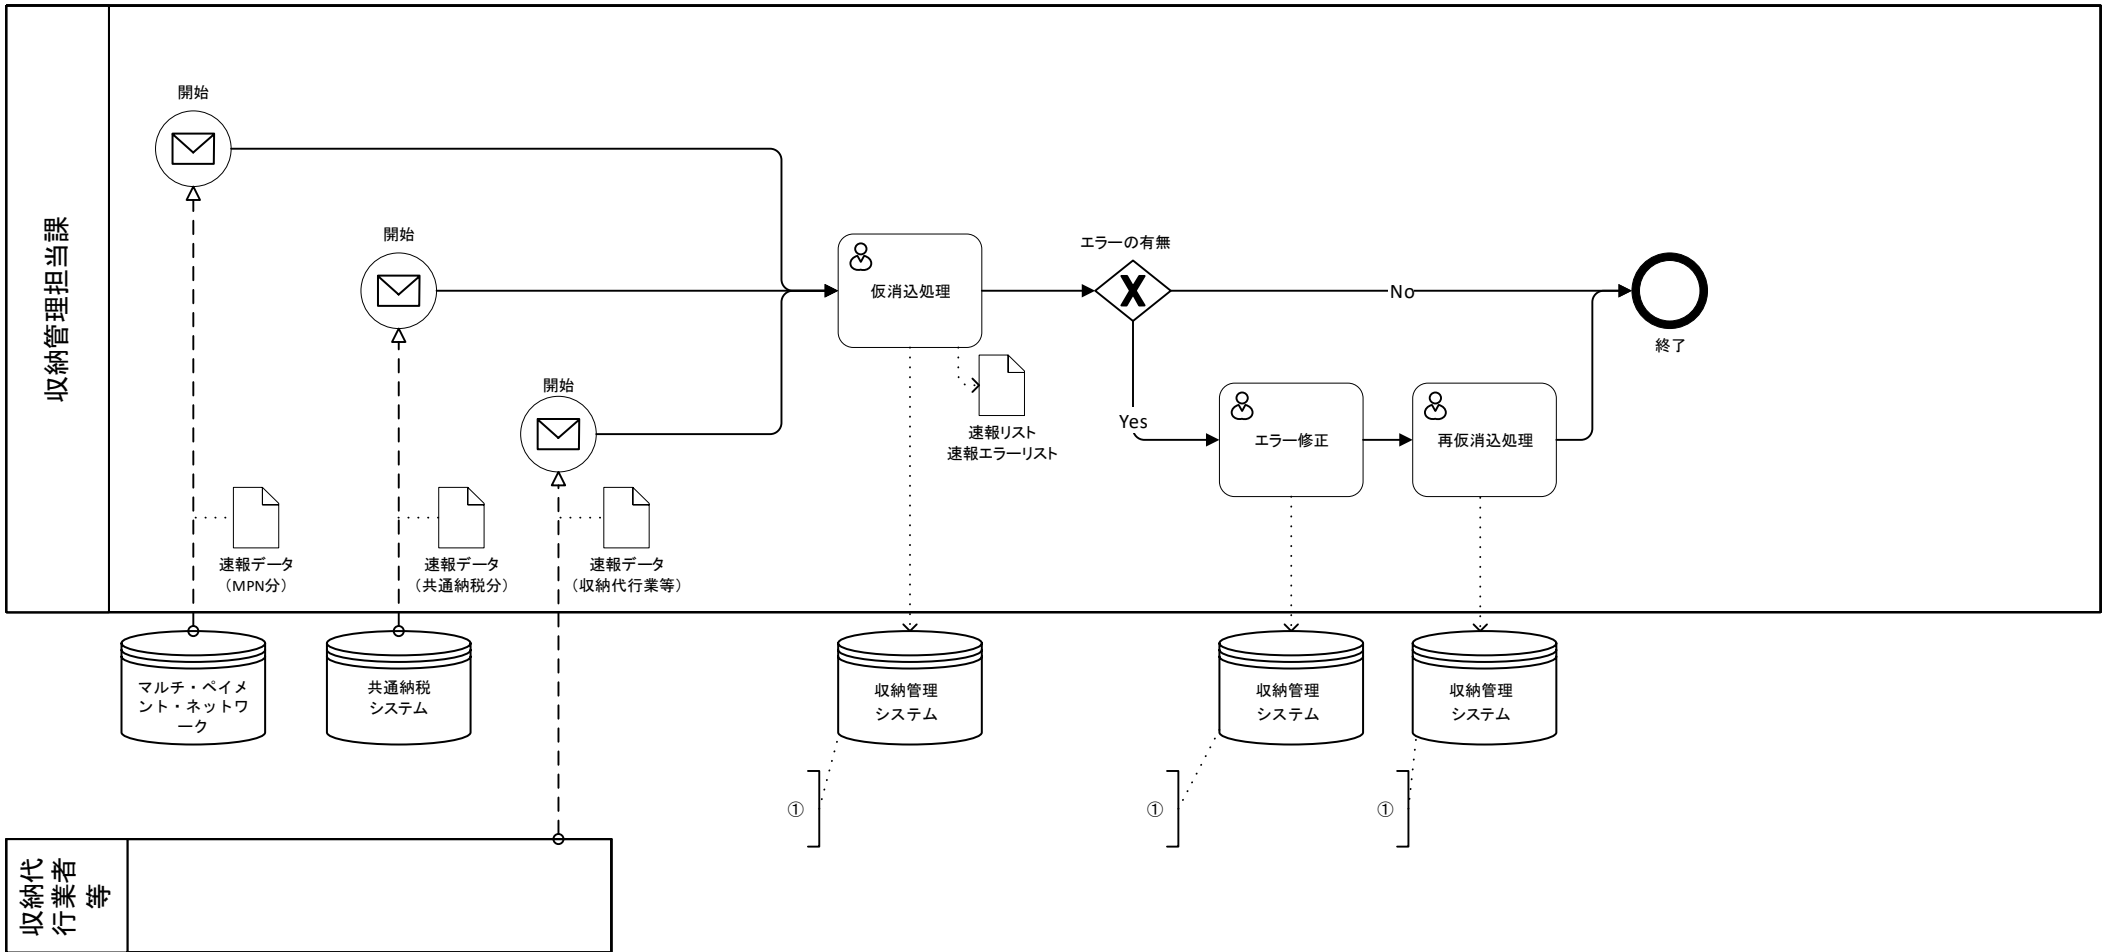 収納管理担当課
開始
開始
開始
仮消込処理
エラーの有無
No
Yes
終了
速報リスト
速報エラーリスト
エラー修正
再仮消込処理
速報データ
(MPN分)
速報データ
(共通納税分)
速報データ
(収納代行業等)
マルチ・ペイメ
ント・ネットワ
ーク
共通納税
システム
収納管理
システム
収納管理
システム
収納管理
システム
①
①
①
収納代
行業者
等